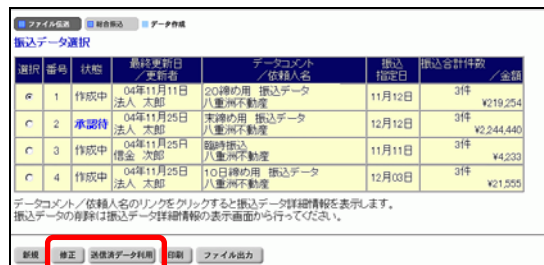 ファイル伝送 総合振込 データ作成
振込データ選択
選択 番号 状態 最終更新日／更新者 データコメント／依頼人名 振込指定日 振込合計件数／金額
1 作成中 04年11月11日 法人 太郎 20締め用 振込データ 八重洲不動産 11月12日 3件 ¥219,254
2 承認待 04年11月25日 法人 太郎 末締め用 振込データ 八重洲不動産 12月12日 3件 ¥2,244,440
3 作成中 04年11月25日 信金 次郎 臨時振込 八重洲不動産 11月11日 3件 ¥4,233
4 作成中 04年11月25日 法人 太郎 10日締め用 振込データ 八重洲不動産 12月03日 3件 ¥21,555
データコメント／依頼人名のリンクをクリックすると振込データ詳細情報を表示します。
振込データの削除は振込データ詳細情報の表示画面から行ってください。
新規 修正 送信済データ利用 印刷 ファイル出力